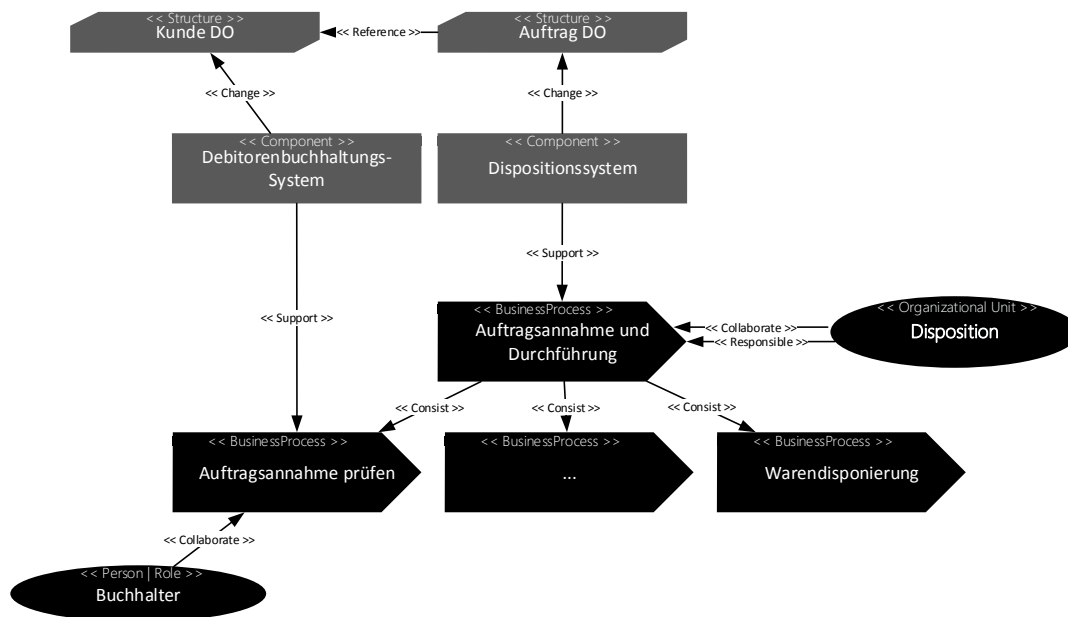 << Structure >>
Kunde DO
<< Reference >>
<< Structure >>
Auftrag DO
<< Change >>
<< Change >>
<< Component >>
Debitorenbuchhaltungs-
System
<< Component >>
Dispositionssystem
<< Support >>
<< Support >>
<< BusinessProcess >>
Auftragsannahme und
Durchführung
<< Collaborate >>
<< Responsible >>
<< Organizational Unit >>
Disposition
<< Consist >>
<< Consist >>
<< Consist >>
<< BusinessProcess >>
Auftragsannahme prüfen
<< BusinessProcess >>
...
<< BusinessProcess >>
Warendisponierung
<< Collaborate >>
<< Person | Role >>
Buchhalter